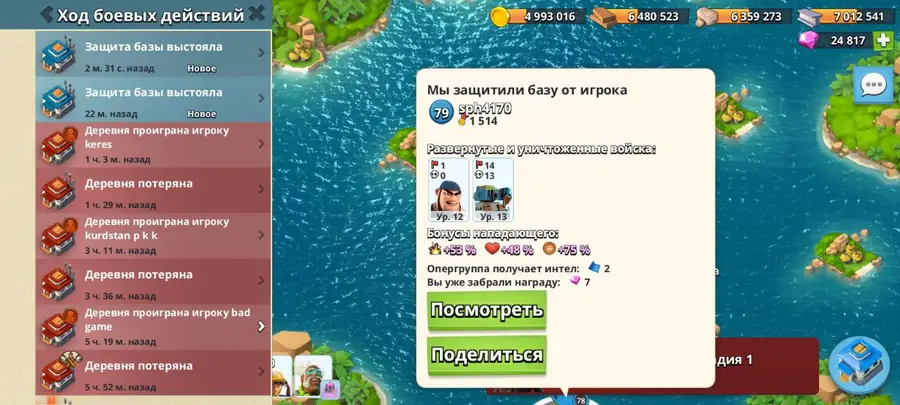 Ход боевых действий
Защита базы выстояла
2 м. 31 с. назад Новое
Защита базы выстояла
22 м. назад Новое
Деревня проиграна игроку
keres
1 ч. 3 м. назад
Деревня потеряна
1 ч. 29 м. назад
Деревня проиграна игроку
kurdstan p k k
3 ч. 11 м. назад
Деревня потеряна
3 ч. 36 м. назад
Деревня проиграна игроку bad
game
5 ч. 19 м. назад
Деревня потеряна
5 ч. 52 м. назад
4 993 016 6 480 523 6 359 273 7 012 541
24 817
Мы защитили базу от игрока
79 sph4170
1 514
Развернутые и уничтоженные войска:
1 14
0 13
Ур. 12 Ур. 13
Бонусы нападающего:
+53 % +48 % +75 %
Опергруппа получает интел: 2
Вы уже забрали награду: 7
Посмотреть
Поделиться
дия 1
78